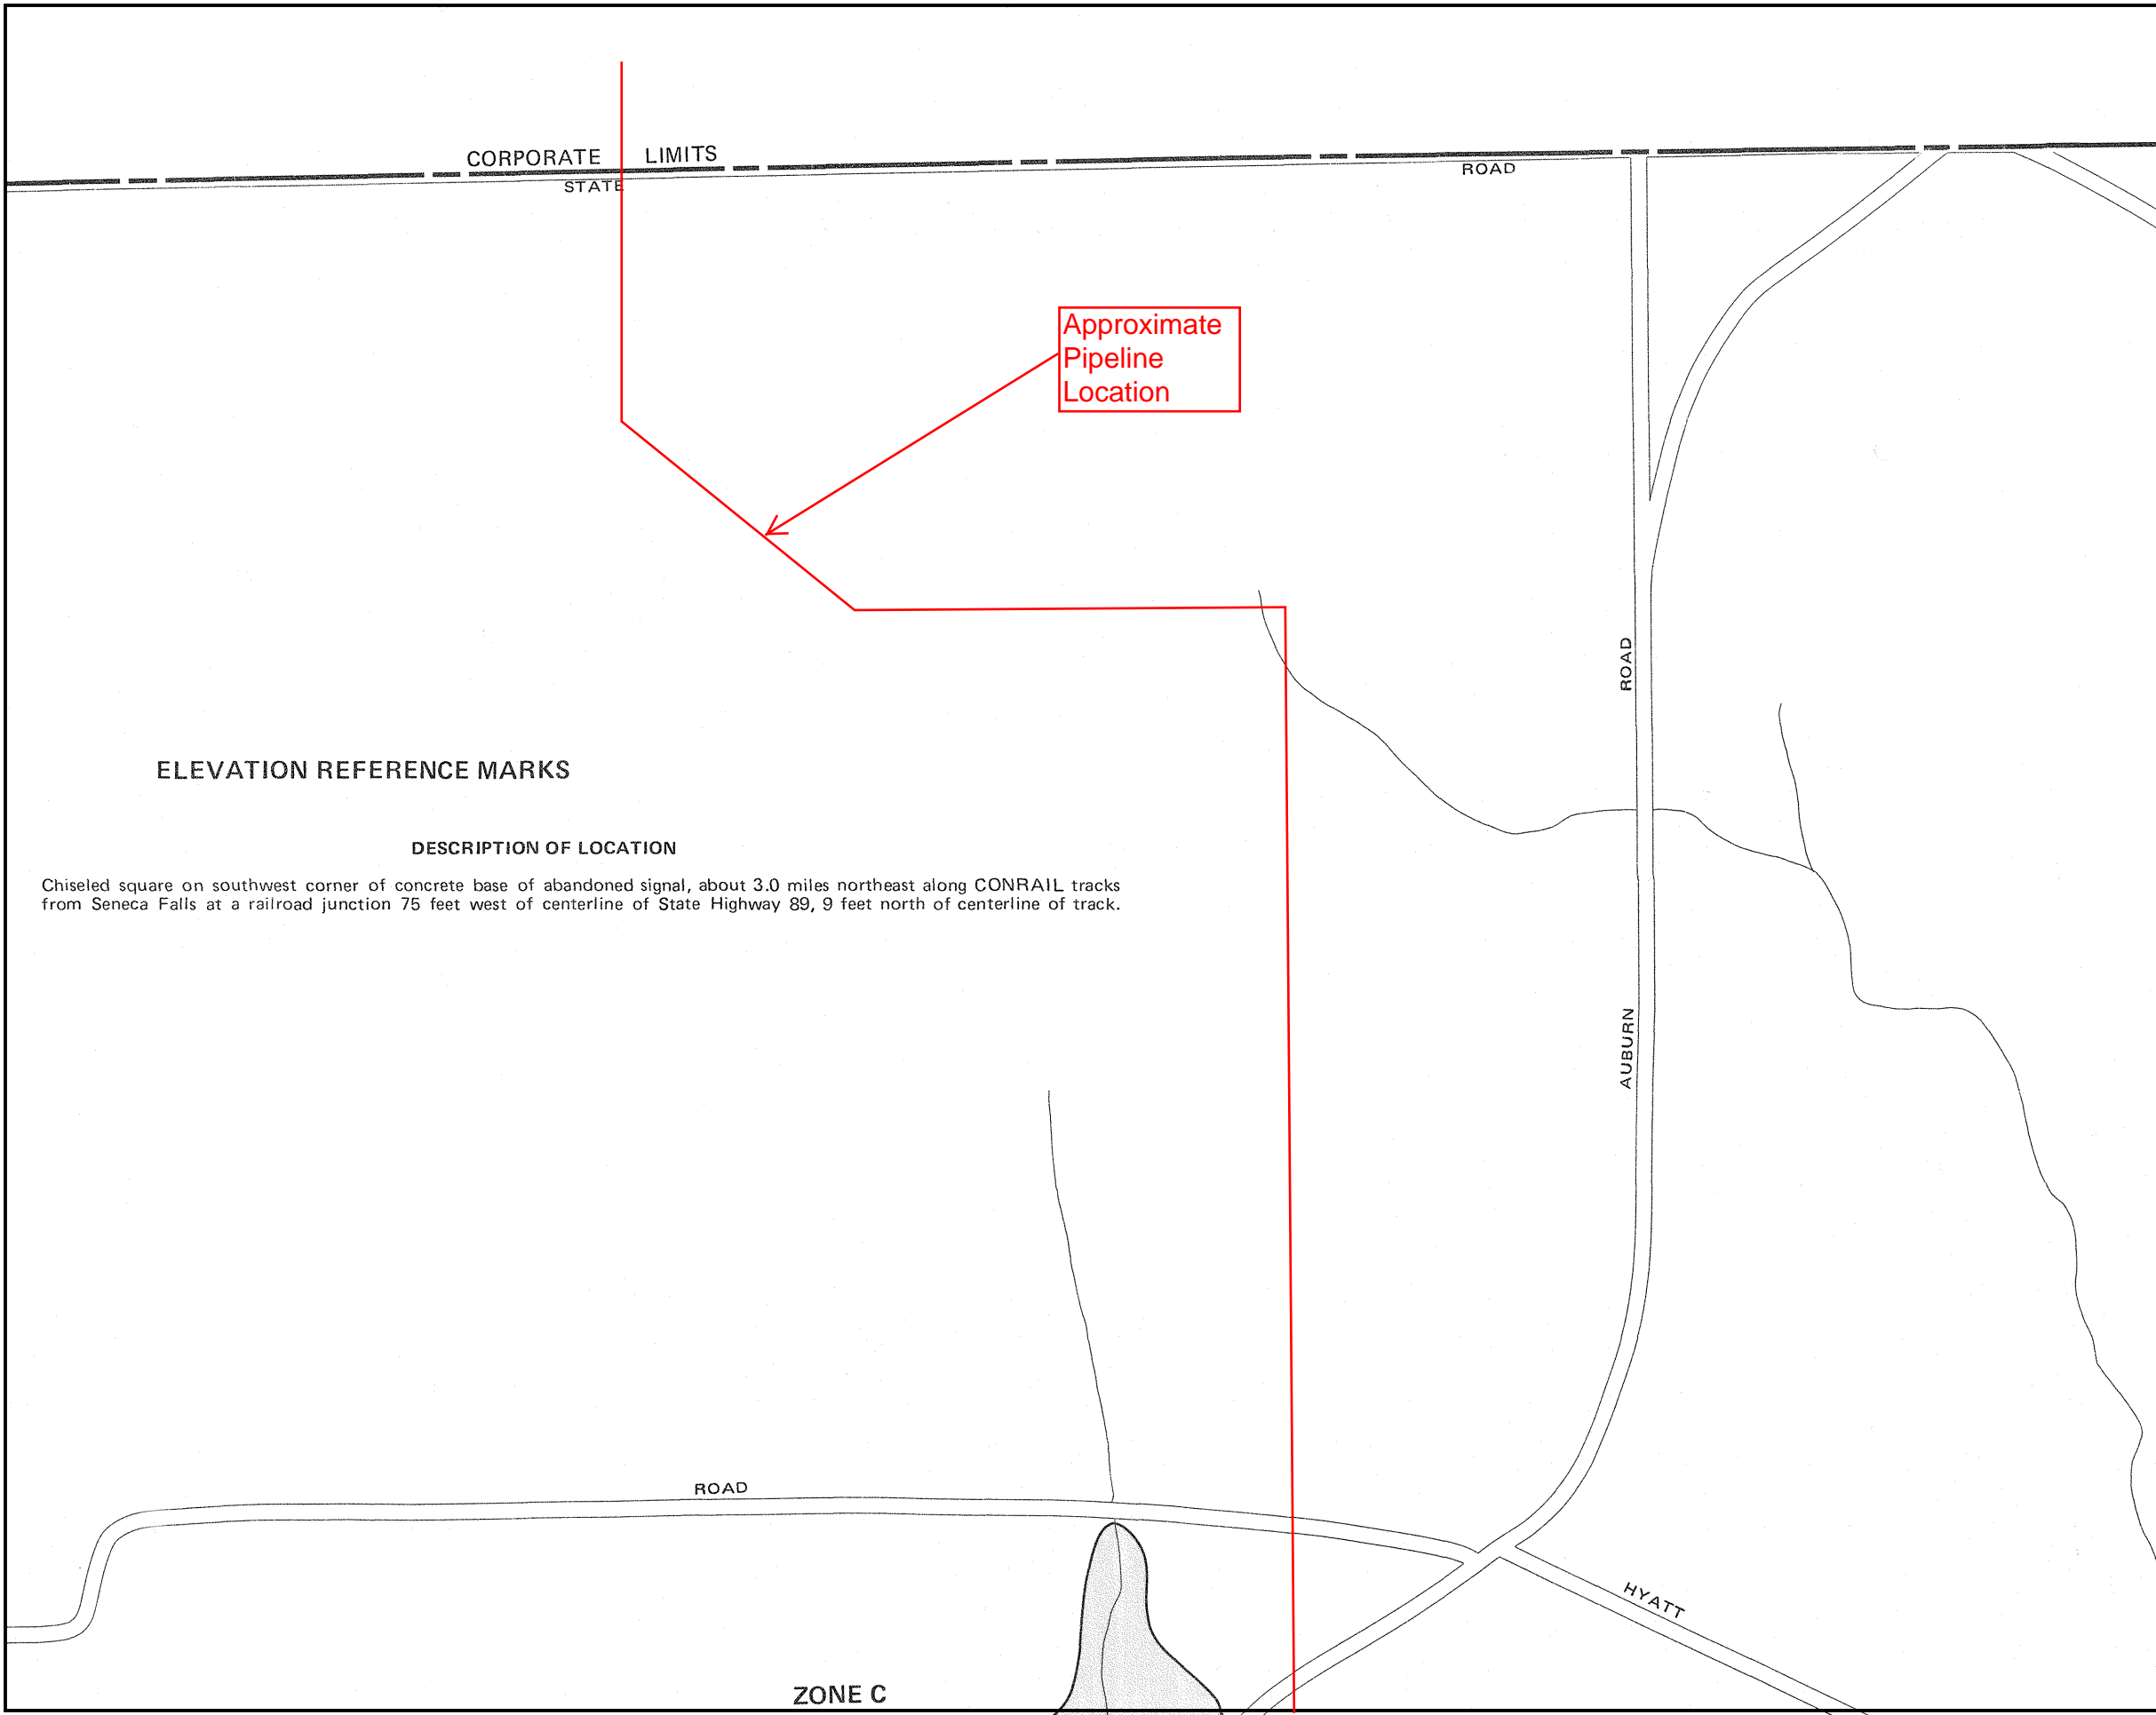 CORPORATE LIMITS
STATE ROAD
Approximate
Pipeline
Location
ROAD
ELEVATION REFERENCE MARKS
DESCRIPTION OF LOCATION
Chiseled square on southwest corner of concrete base of abandoned signal, about 3.0 miles northeast along CONRAIL tracks
from Seneca Falls at a railroad junction 75 feet west of centerline of State Highway 89, 9 feet north of centerline of track.
AUBURN
ROAD
HYATT
ZONE C